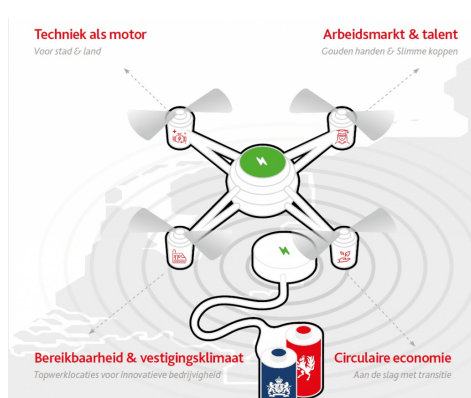 Techniek als motor
Voor stad & land
Arbeidsmarkt & talent
Gouden handen & Slimme koppen
Bereikbaarheid & vestigingsklimaat
Topwerklocaties voor innovatieve bedrijvigheid
Circulaire economie
Aan de slag met transitie